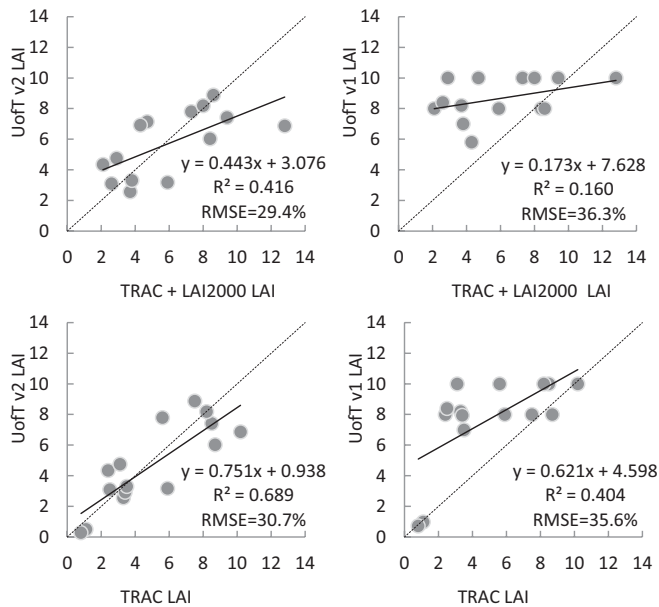 UofT v2 LAI
14
12
10
8
6
4
2
0
y = 0.443x + 3.076
R² = 0.416
RMSE=29.4%
0 2 4 6 8 10 12 14
TRAC + LAI2000 LAI
UofT v1 LAI
14
12
10
8
6
4
2
0
y = 0.173x + 7.628
R² = 0.160
RMSE=36.3%
0 2 4 6 8 10 12 14
TRAC + LAI2000 LAI
UofT v2 LAI
14
12
10
8
6
4
2
0
y = 0.751x + 0.938
R² = 0.689
RMSE=30.7%
0 2 4 6 8 10 12 14
TRAC LAI
UofT v1 LAI
14
12
10
8
6
4
2
0
y = 0.621x + 4.598
R² = 0.404
RMSE=35.6%
0 2 4 6 8 10 12 14
TRAC LAI